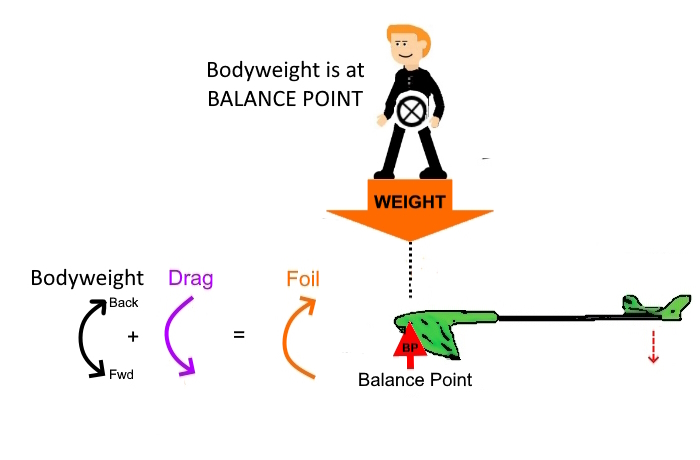 Bodyweight is at
BALANCE POINT
WEIGHT
Bodyweight Drag Foil
Back
+ =
Fwd
BP
Balance Point